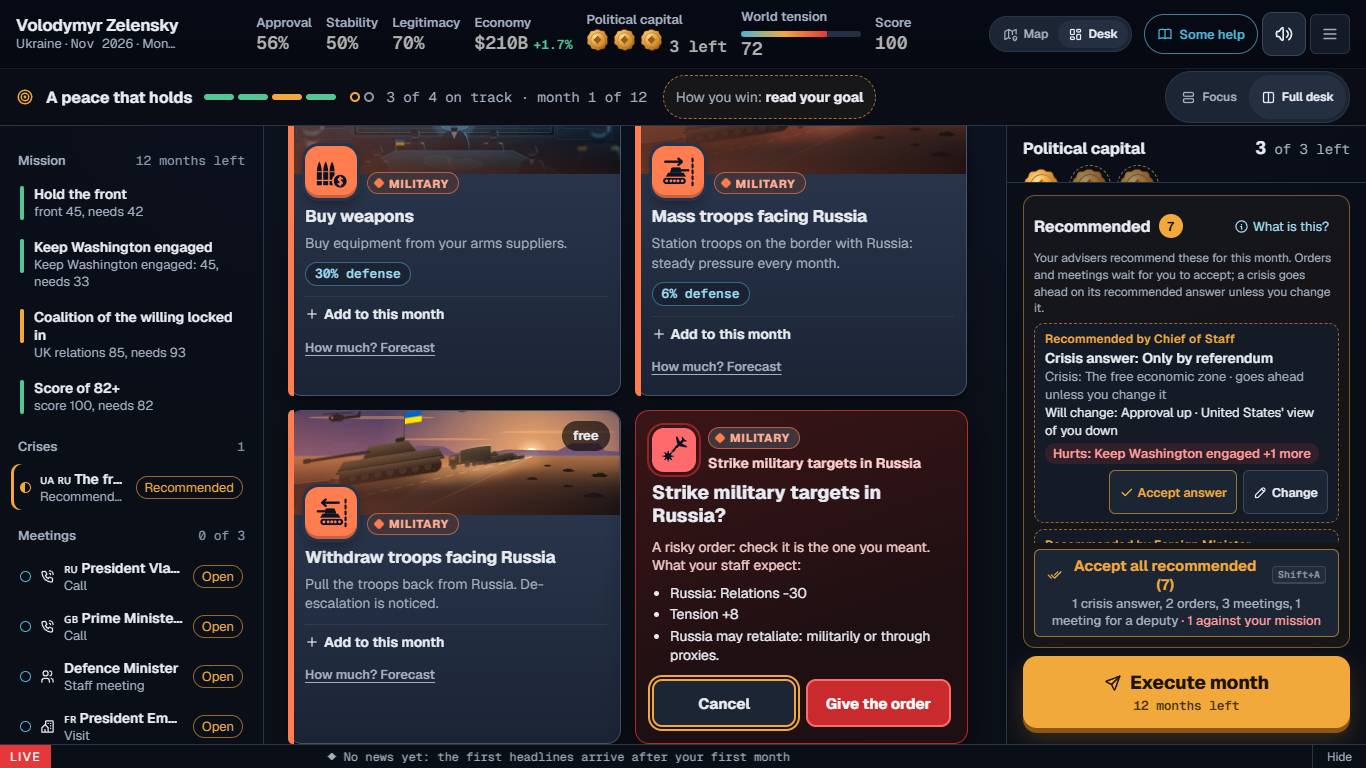 Volodymyr Zelensky
Ukraine · Nov 2026 · Mon…
Approval
56%
Stability
50%
Legitimacy
70%
Economy
$210B +1.7%
Political capital
3 left
World tension
72
Score
100
Map
Desk
Some help
A peace that holds
3 of 4 on track · month 1 of 12
How you win: read your goal
Focus
Full desk
Mission
12 months left
Hold the front
front 45, needs 42
Keep Washington engaged
Keep Washington engaged: 45,
needs 33
Coalition of the willing locked
in
UK relations 85, needs 93
Score of 82+
score 100, needs 82
Crises
1
UA RU The fr…
Recommend…
Recommended
Meetings
0 of 3
RU President Vla…
Call
Open
GB Prime Ministe…
Call
Open
Defence Minister
Staff meeting
Open
FR President Em…
Visit
Open
MILITARY
Buy weapons
Buy equipment from your arms suppliers.
30% defense
+ Add to this month
How much? Forecast
MILITARY
Mass troops facing Russia
Station troops on the border with Russia:
steady pressure every month.
6% defense
+ Add to this month
How much? Forecast
free
MILITARY
Withdraw troops facing Russia
Pull the troops back from Russia. De-
escalation is noticed.
+ Add to this month
How much? Forecast
MILITARY
Strike military targets in Russia
Strike military targets in
Russia?
A risky order: check it is the one you meant.
What your staff expect:
• Russia: Relations -30
• Tension +8
• Russia may retaliate: militarily or through
proxies.
Cancel
Give the order
Political capital
3 of 3 left
Recommended 7
What is this?
Your advisers recommend these for this month. Orders
and meetings wait for you to accept; a crisis goes
ahead on its recommended answer unless you change
it.
Recommended by Chief of Staff
Crisis answer: Only by referendum
Crisis: The free economic zone · goes ahead
unless you change it
Will change: Approval up · United States' view
of you down
Hurts: Keep Washington engaged +1 more
Accept answer
Change
Recommended by Foreign Minister
Accept all recommended
(7)
Shift+A
1 crisis answer, 2 orders, 3 meetings, 1
meeting for a deputy · 1 against your mission
Execute month
12 months left
LIVE
◆ No news yet: the first headlines arrive after your first month
Hide